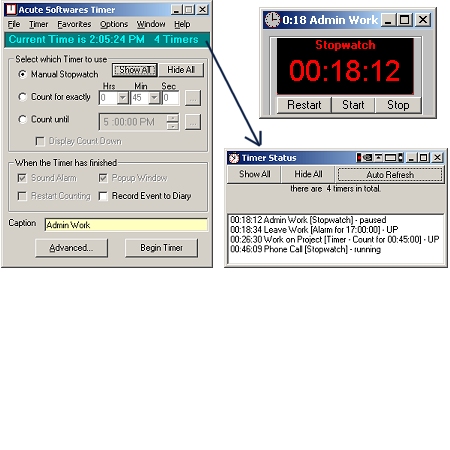 Acute Softwares Timer
File Timer Favorites Options Window Help
Current Time is 2:05:24 PM 4 Timers
Select which Timer to use
Manual Stopwatch Show All Hide All
Hrs Min Sec
Count for exactly 0 45 0 ...
Count until 5 :00:00 PM ...
Display Count Down
When the Timer has finished
Sound Alarm Popup Window
Restart Counting Record Event to Diary
Caption Admin Work
Advanced... Begin Timer
0:18 Admin Work
Stopwatch
00:18:12
Restart Start Stop
Timer Status
Show All Hide All Auto Refresh
there are 4 timers in total.
00:18:12 Admin Work [Stopwatch] - paused
00:18:34 Leave Work [Alarm for 17:00:00] - UP
00:26:30 Work on Project [Timer - Count for 00:45:00] - UP
00:46:09 Phone Call [Stopwatch] - running